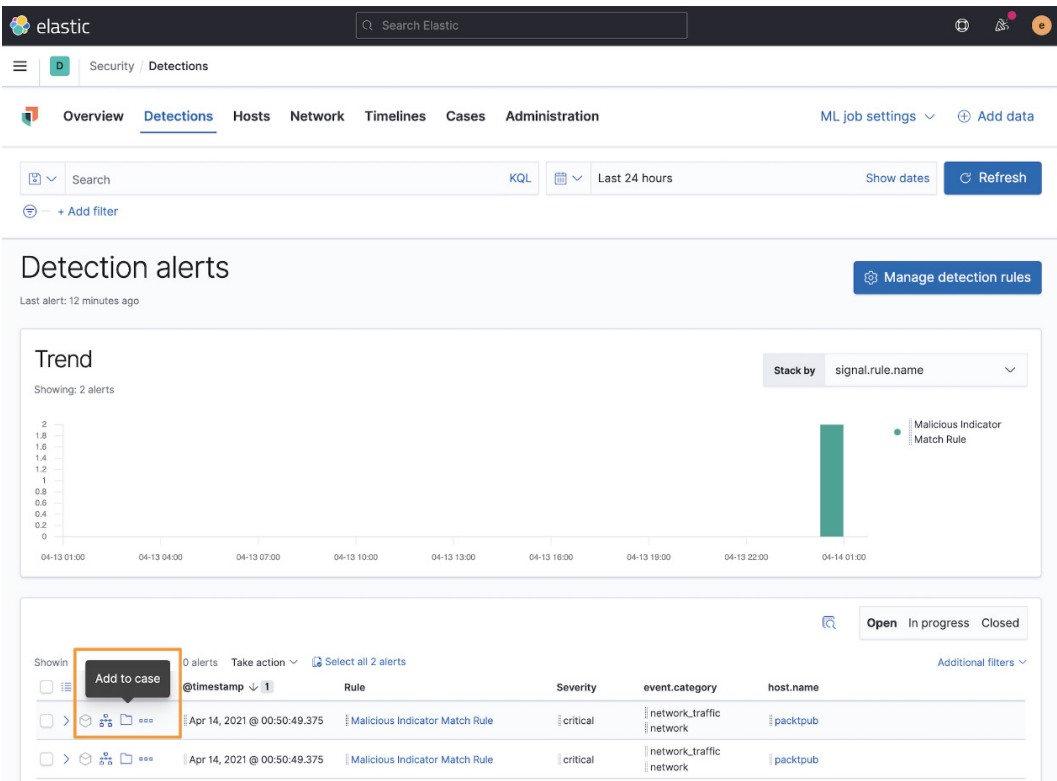 elastic
Search Elastic
e
D Security / Detections
Overview Detections Hosts Network Timelines Cases Administration ML job settings Add data
Search KQL Last 24 hours Show dates Refresh
+ Add filter
Detection alerts
Manage detection rules
Last alert: 12 minutes ago
Trend
Stack by signal.rule.name
Showing: 2 alerts
2
1.8
1.6
1.4
1.2
1
0.8
0.6
0.4
0.2
0
Malicious Indicator
Match Rule
04-13 01:00 04-13 04:00 04-13 07:00 04-13 10:00 04-13 13:00 04-13 16:00 04-13 19:00 04-13 22:00 04-14 01:00
Open In progress Closed
Showin 0 alerts Take action Select all 2 alerts Additional filters
Add to case
@timestamp 1 Rule Severity event.category host.name
Apr 14, 2021 @ 00:50:49.375 Malicious Indicator Match Rule critical network_traffic packtpub
network
Apr 14, 2021 @ 00:50:49.375 Malicious Indicator Match Rule critical network_traffic packtpub
network